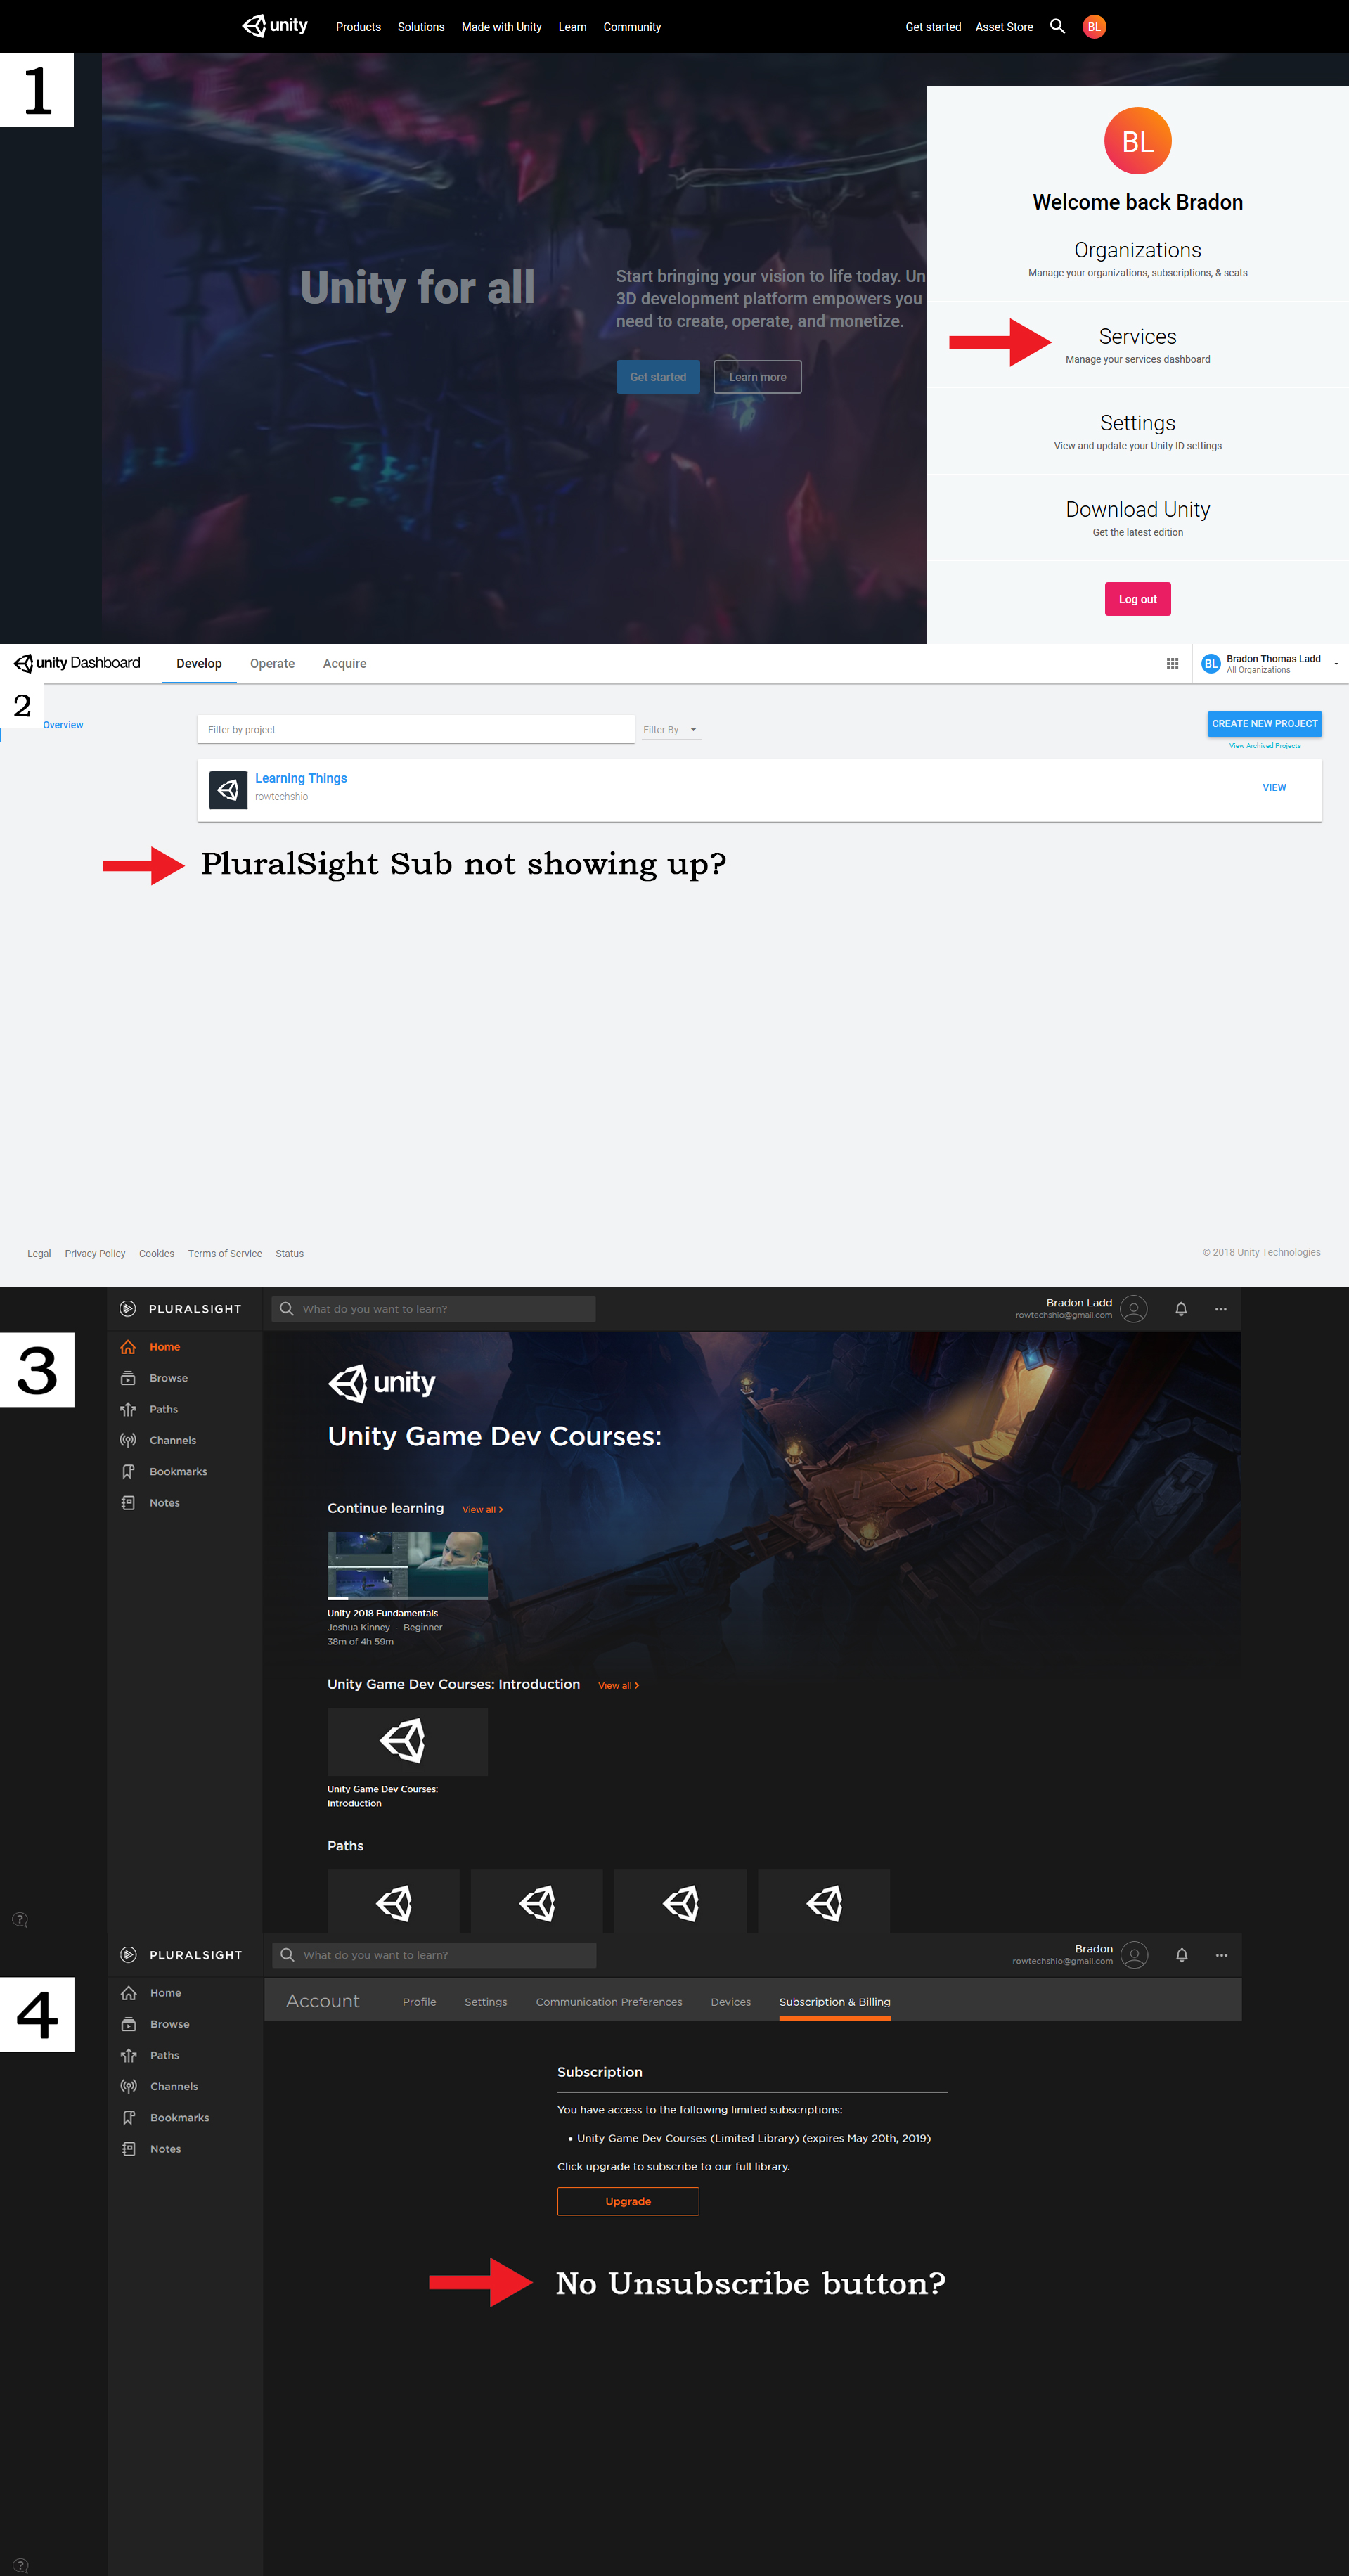 unity Products Solutions Made with Unity Learn Community Get started Asset Store BL
1
BL
Welcome back Bradon
Organizations
Manage your organizations, subscriptions, & seats
Unity for all
Start bringing your vision to life today. Un
3D development platform empowers you
need to create, operate, and monetize.
Get started Learn more
Services
Manage your services dashboard
Settings
View and update your Unity ID settings
Download Unity
Get the latest edition
Log out
unity Dashboard Develop Operate Acquire BL Bradon Thomas Ladd
All Organizations
2
Overview
Filter by project Filter By CREATE NEW PROJECT
View Archived Projects
Learning Things
rowtechshio
VIEW
PluralSight Sub not showing up?
Legal Privacy Policy Cookies Terms of Service Status © 2018 Unity Technologies
PLURALSIGHT What do you want to learn? Bradon Ladd
rowtechshio@gmail.com
3
Home
Browse
Paths
Channels
Bookmarks
Notes
unity
Unity Game Dev Courses:
Continue learning View all >
Unity 2018 Fundamentals
Joshua Kinney · Beginner
38m of 4h 59m
Unity Game Dev Courses: Introduction View all >
Unity Game Dev Courses:
Introduction
Paths
?
PLURALSIGHT What do you want to learn? Bradon
rowtechshio@gmail.com
4
Home
Browse
Paths
Channels
Bookmarks
Notes
Account Profile Settings Communication Preferences Devices Subscription & Billing
Subscription
You have access to the following limited subscriptions:
• Unity Game Dev Courses (Limited Library) (expires May 20th, 2019)
Click upgrade to subscribe to our full library.
Upgrade
No Unsubscribe button?
?